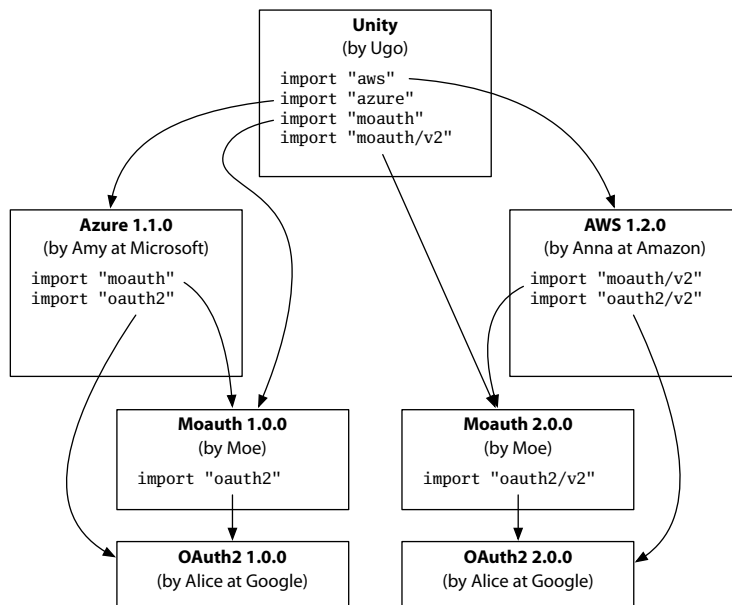 Unity
(by Ugo)
import "aws"
import "azure"
import "moauth"
import "moauth/v2"
Azure 1.1.0
(by Amy at Microsoft)
import "moauth"
import "oauth2"
AWS 1.2.0
(by Anna at Amazon)
import "moauth/v2"
import "oauth2/v2"
Moauth 1.0.0
(by Moe)
import "oauth2"
Moauth 2.0.0
(by Moe)
import "oauth2/v2"
OAuth2 1.0.0
(by Alice at Google)
OAuth2 2.0.0
(by Alice at Google)